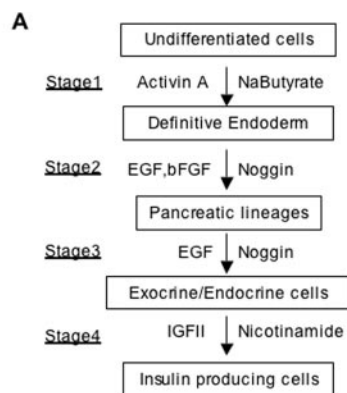 A
Undifferentiated cells
Stage1 Activin A NaButyrate
Definitive Endoderm
Stage2 EGF,bFGF Noggin
Pancreatic lineages
Stage3 EGF Noggin
Exocrine/Endocrine cells
Stage4 IGFII Nicotinamide
Insulin producing cells